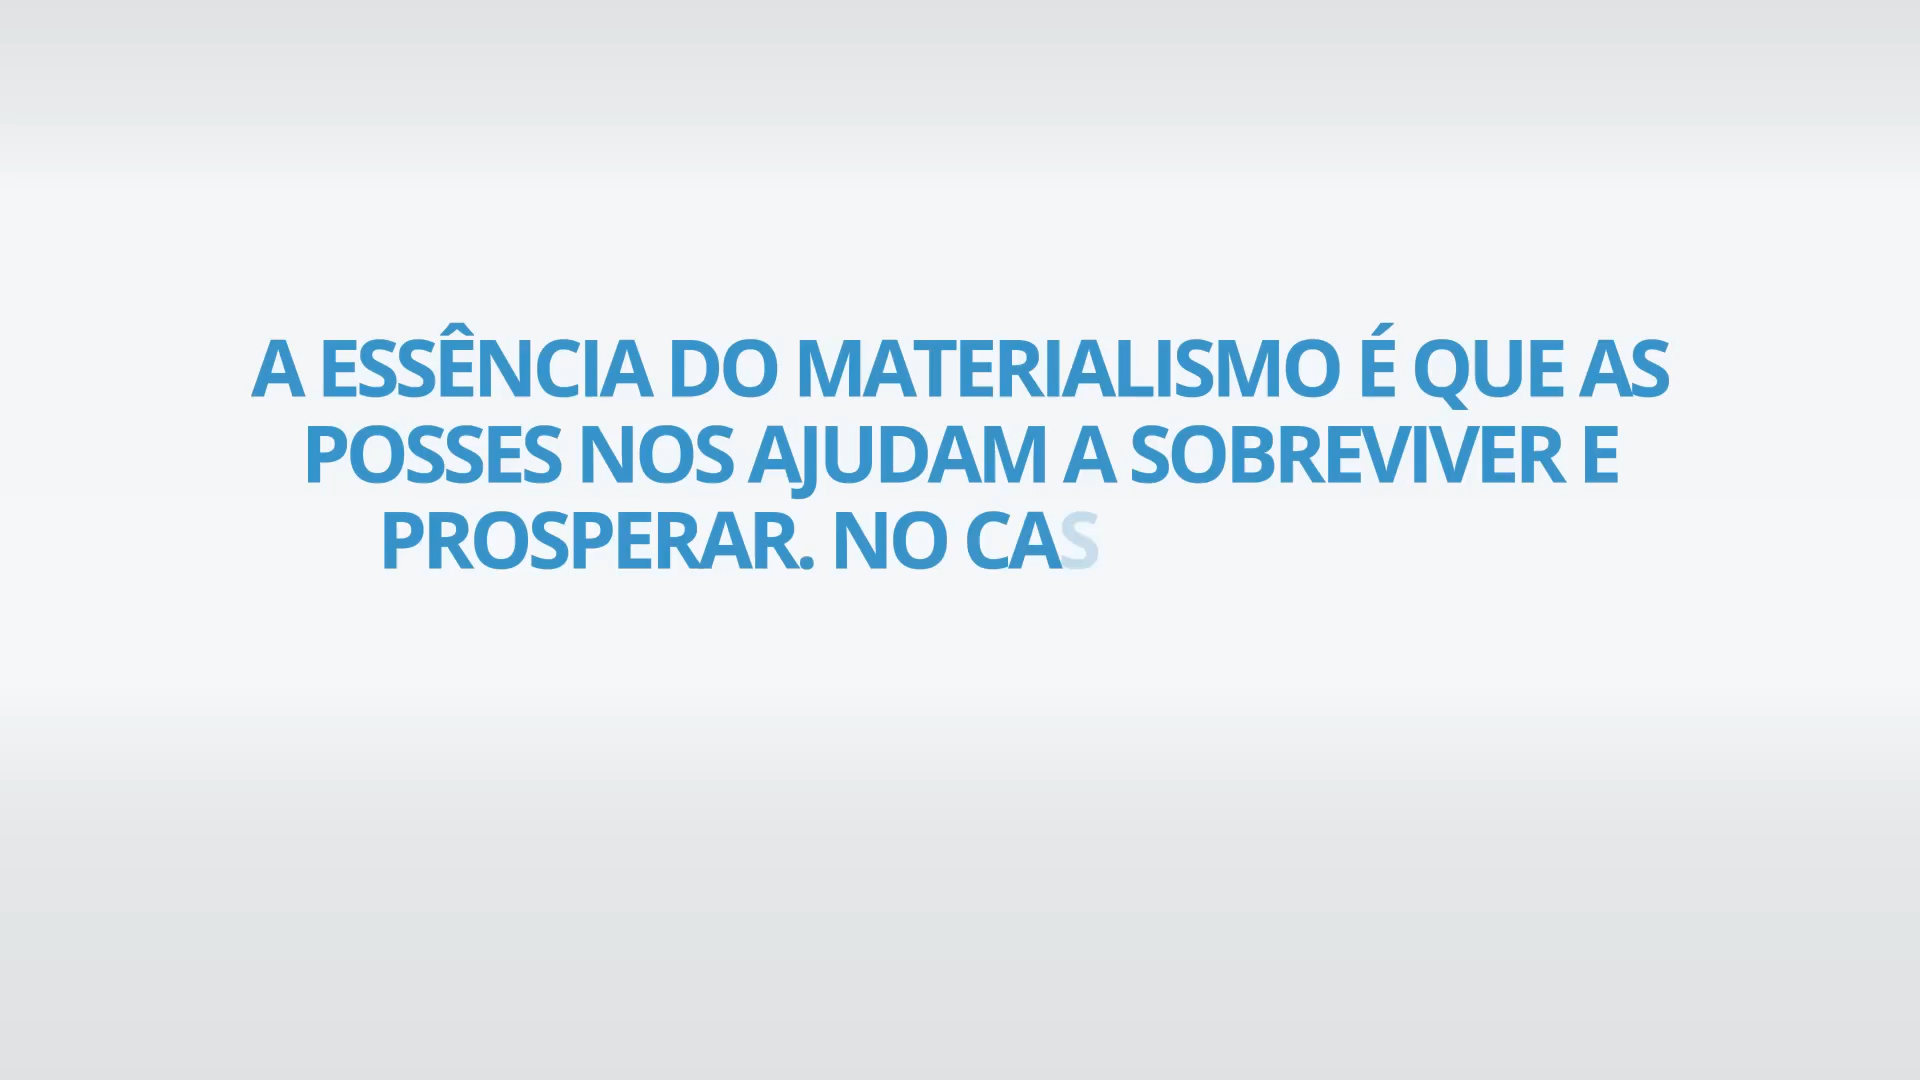 A ESSÊNCIA DO MATERIALISMO É QUE AS
POSSES NOS AJUDAM A SOBREVIVER E
PROSPERAR. NO CAS